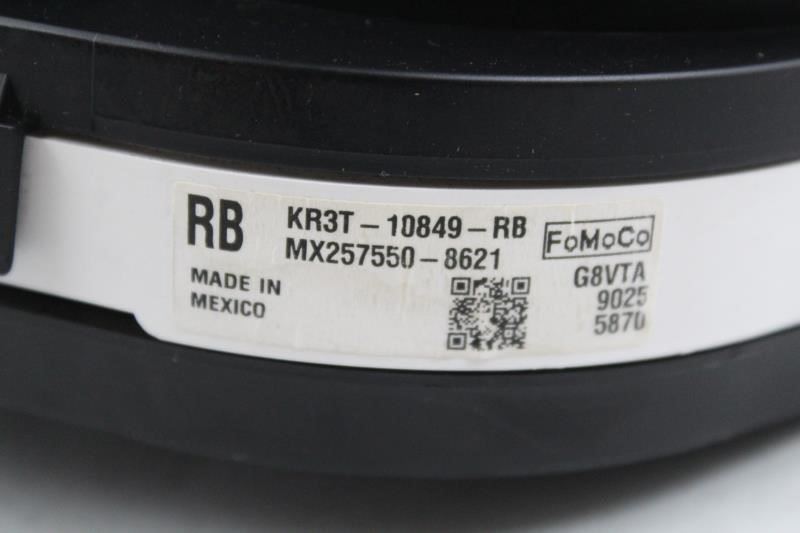 RB
KR3T-10849-RB
MX257550-8621
FoMoCo
MADE IN
MEXICO
G8VTA
9025
5870